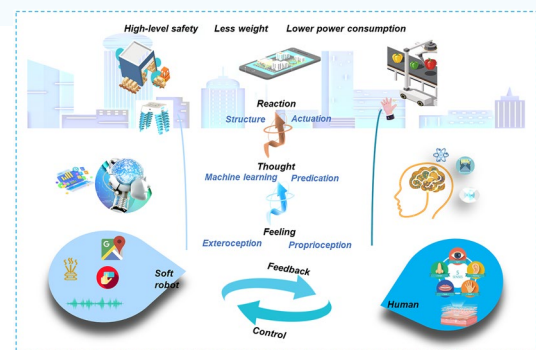 High-level safety Less weight Lower power consumption
Reaction
Structure Actuation
Thought
Machine learning Predication
Feeling
Exteroception Proprioception
Soft
robot
Feedback
Human
Control